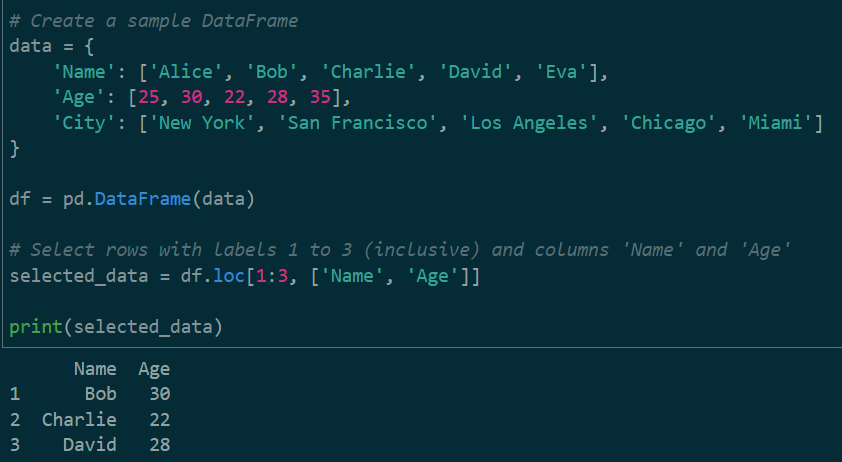 # Create a sample DataFrame
data = {
    'Name': ['Alice', 'Bob', 'Charlie', 'David', 'Eva'],
    'Age': [25, 30, 22, 28, 35],
    'City': ['New York', 'San Francisco', 'Los Angeles', 'Chicago', 'Miami']
}

df = pd.DataFrame(data)

# Select rows with labels 1 to 3 (inclusive) and columns 'Name' and 'Age'
selected_data = df.loc[1:3, ['Name', 'Age']]

print(selected_data)
      Name  Age
1      Bob   30
2  Charlie   22
3    David   28